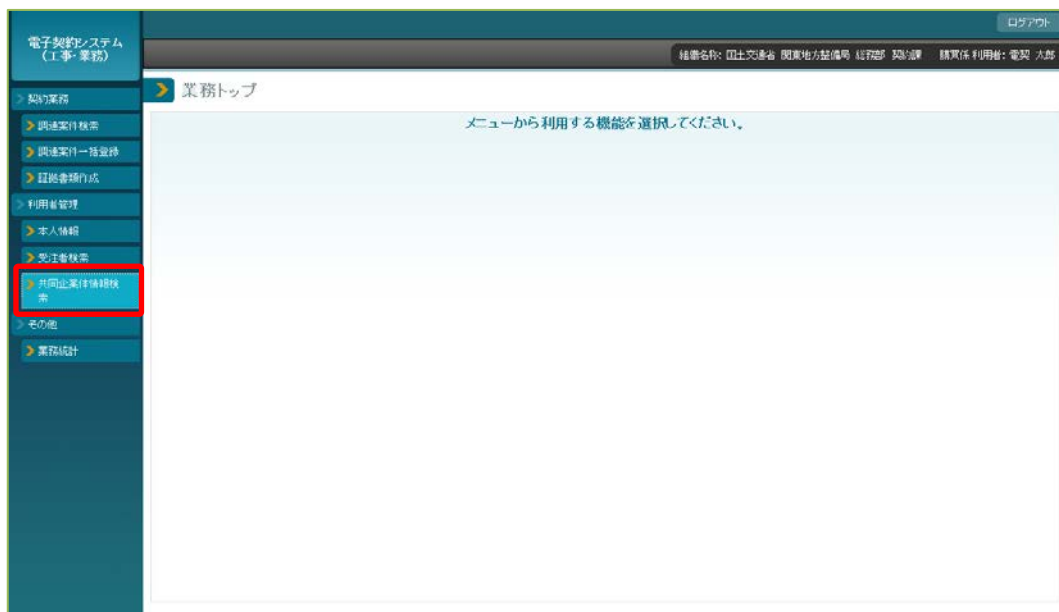 ログアウト
電子契約システム
(工事・業務)
組織名称: 国土交通省 関東地方整備局 総務部 契約課 購買係 利用者: 電契 太郎
契約業務
関連案件検索
関連案件一括登録
証拠書類作成
利用者管理
本人情報
受注者検索
共同企業体情報検
索
その他
業務統計
業務トップ
メニューから利用する機能を選択してください。